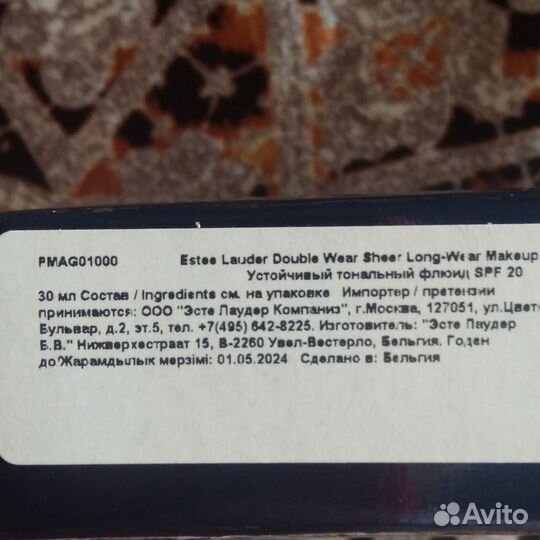 PMAG01000 Estee Lauder Double Wear Sheer Long-Wear Makeup
Устойчивый тональный флюид SPF 20
30 мл Состав / Ingredients см. на упаковке Импортер / претензии
принимаются: ООО "Эсте Лаудер Компаниз", г.Москва, 127051, ул.Цвет
Бульвар, д.2, эт.5, тел. +7(495) 642-8225. Изготовитель: "Эсте Лаудер
Б.В." Нижверкестраат 15, B-2260 Увел-Вестерло, Бельгия. Годен
до/Жарамдылык мерзімі: 01.05.2024 Сделано в: Бельгия
Avito